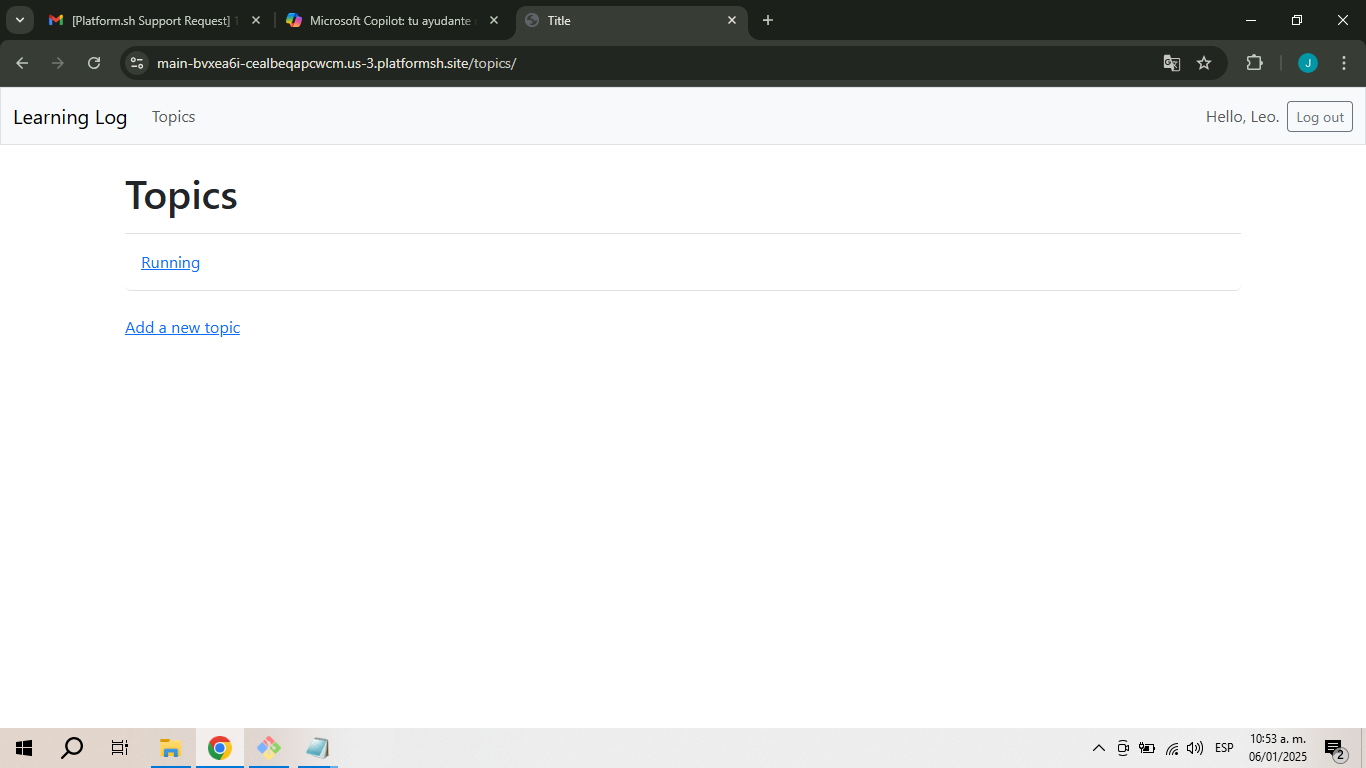 [Platform.sh Support Request] 
Microsoft Copilot: tu ayudante
Title
main-bvxea6i-cealbeqapcwcm.us-3.platformsh.site/topics/
J
Learning Log
Topics
Hello, Leo.
Log out
Topics
Running
Add a new topic
ESP
10:53 a. m.
06/01/2025
2